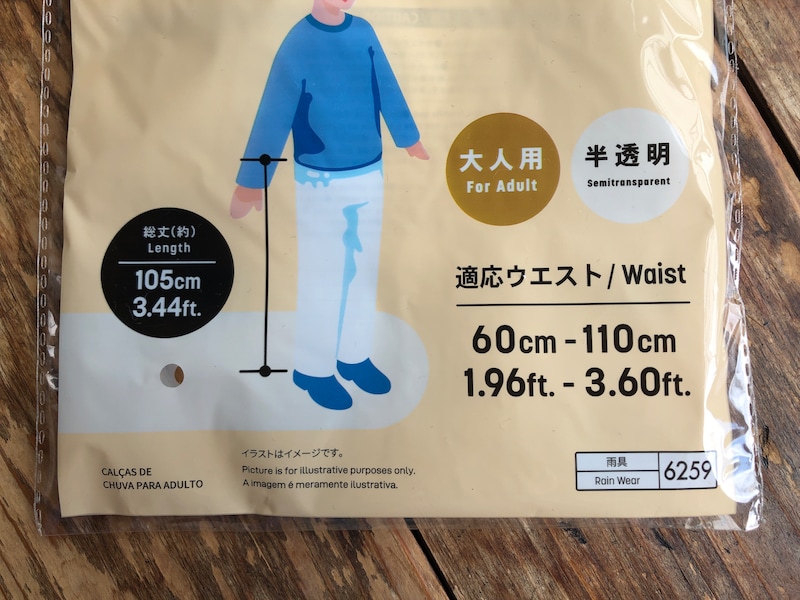 大人用
For Adult
半透明
Semitransparent
総丈(約)
Length
105cm
3.44ft.
適応ウエスト/Waist
60cm-110cm
1.96ft.-3.60ft.
イラストはイメージです。
Picture is for illustrative purposes only.
A imagem é meramente ilustrativa.
CALÇAS DE
CHUVA PARA ADULTO
雨具
Rain Wear
6259